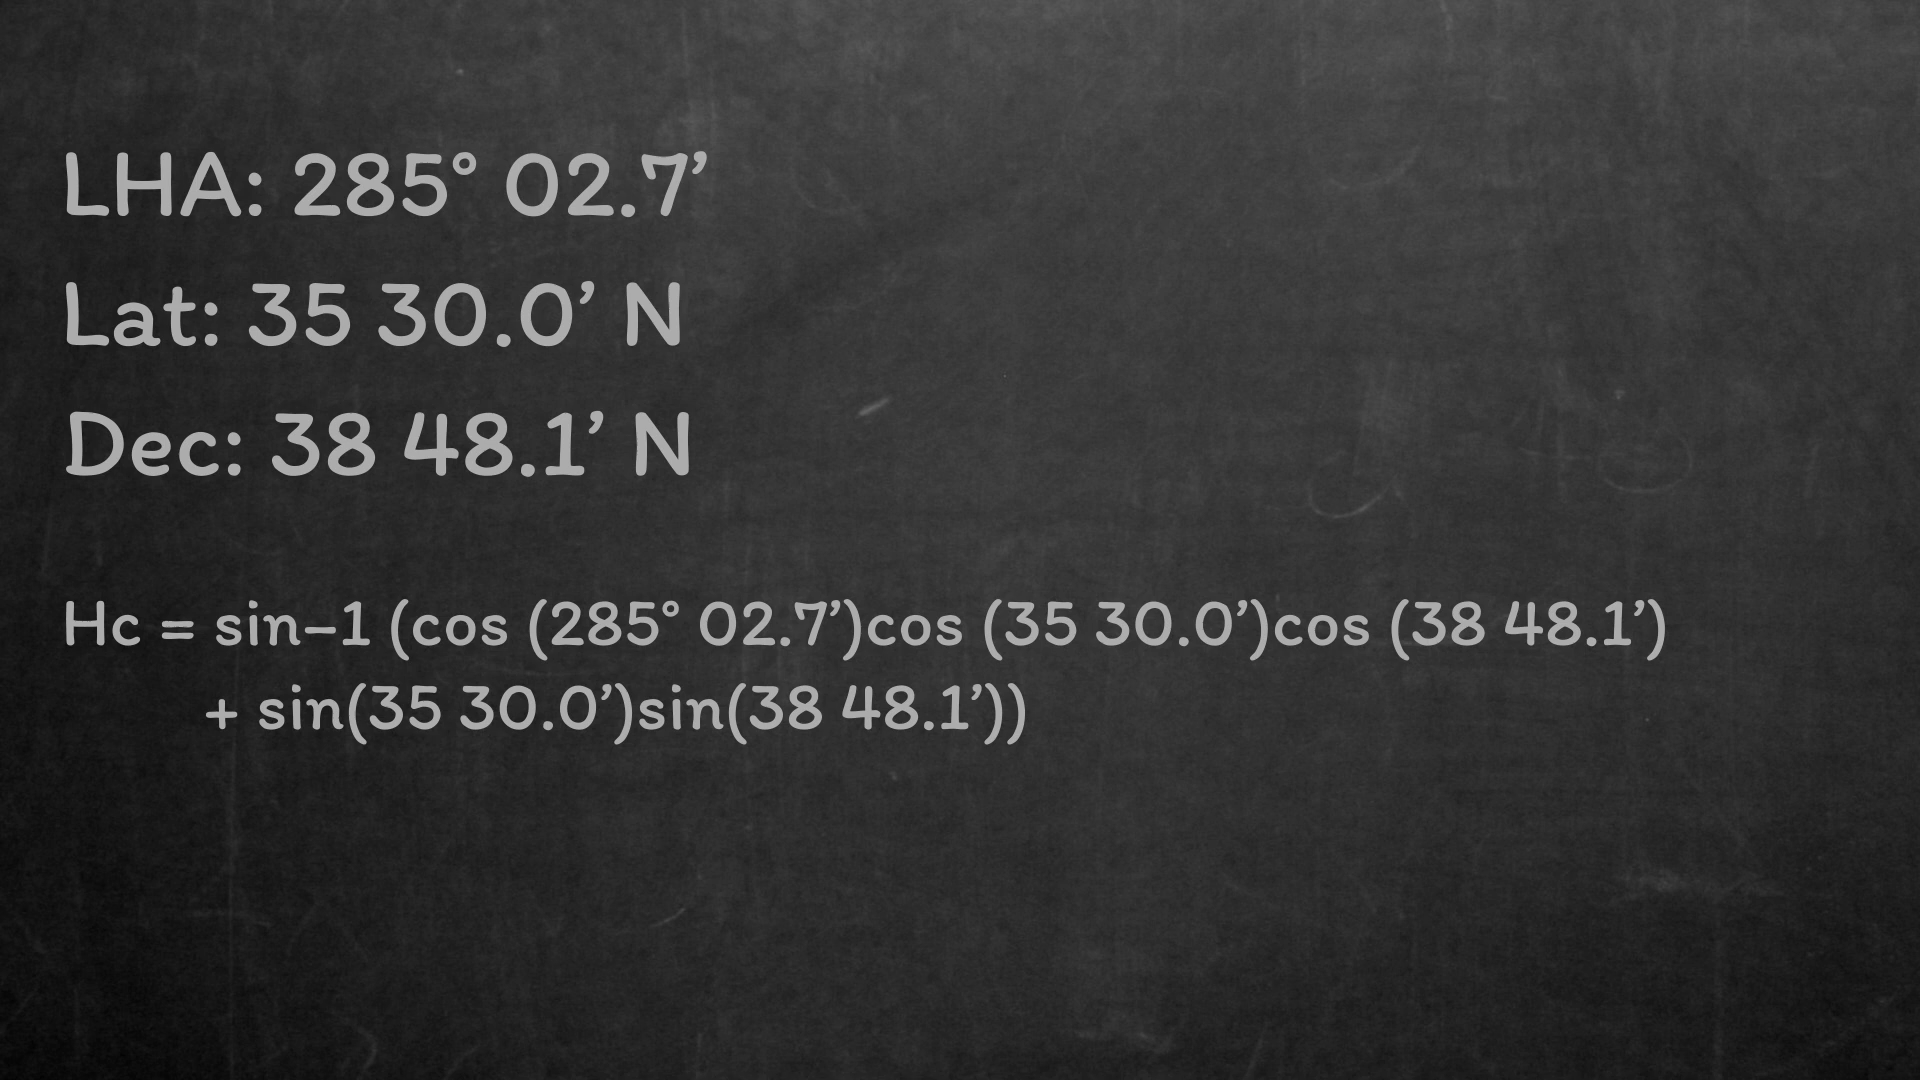 LHA: 285° 02.7’
Lat: 35 30.0’ N
Dec: 38 48.1’ N
Hc = sin–1 (cos (285° 02.7’)cos (35 30.0’)cos (38 48.1’)
+ sin(35 30.0’)sin(38 48.1’))